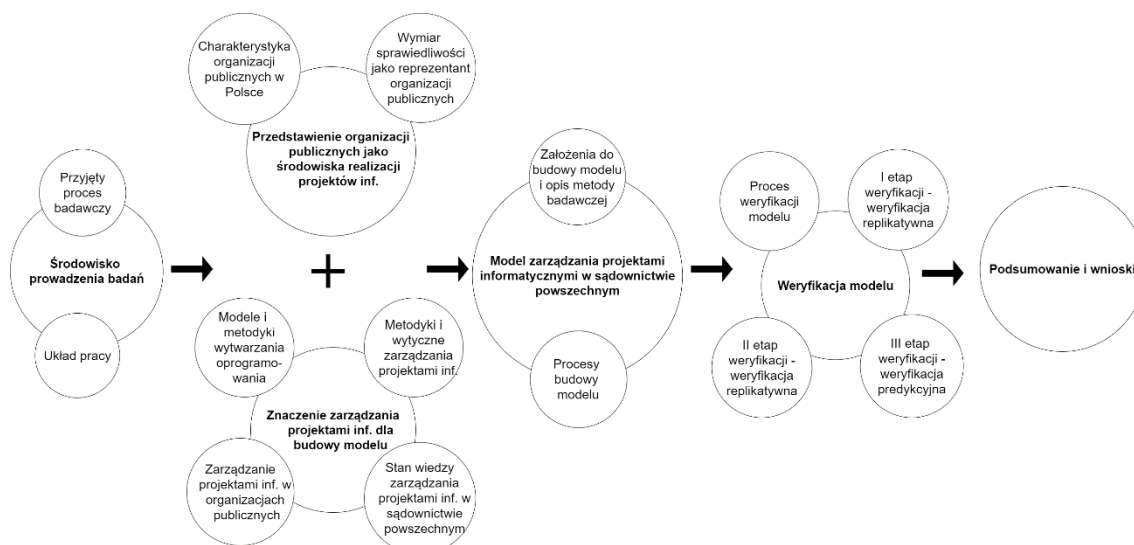 Przyjęty
proces
badawczy
Środowisko
prowadzenia badań
Układ pracy
Charakterystyka
organizacji
publicznych w
Polsce
Wymiar
sprawiedliwości
jako reprezentant
organizacji
publicznych
Przedstawienie organizacji
publicznych jako
środowiska realizacji
projektów inf.
+
Modele i
metodyki
wytwarzania
oprogramo-
wania
Metodyki i
wytyczne
zarządzania
projektami inf.
Znaczenie zarządzania
projektami inf. dla
budowy modelu
Zarządzanie
projektami inf. w
organizacjach
publicznych
Stan wiedzy
zarządzania
projektami inf. w
sądownictwie
powszechnym
Założenia do
budowy modelu
i opis metody
badawczej
Model zarządzania projektami
informatycznymi w sądownictwie
powszechnym
Procesy
budowy
modelu
Proces
weryfikacji
modelu
I etap
weryfikacji -
weryfikacja
replikatywna
Weryfikacja modelu
II etap
weryfikacji -
weryfikacja
replikatywna
III etap
weryfikacji -
weryfikacja
predykcyjna
Podsumowanie i wnioski